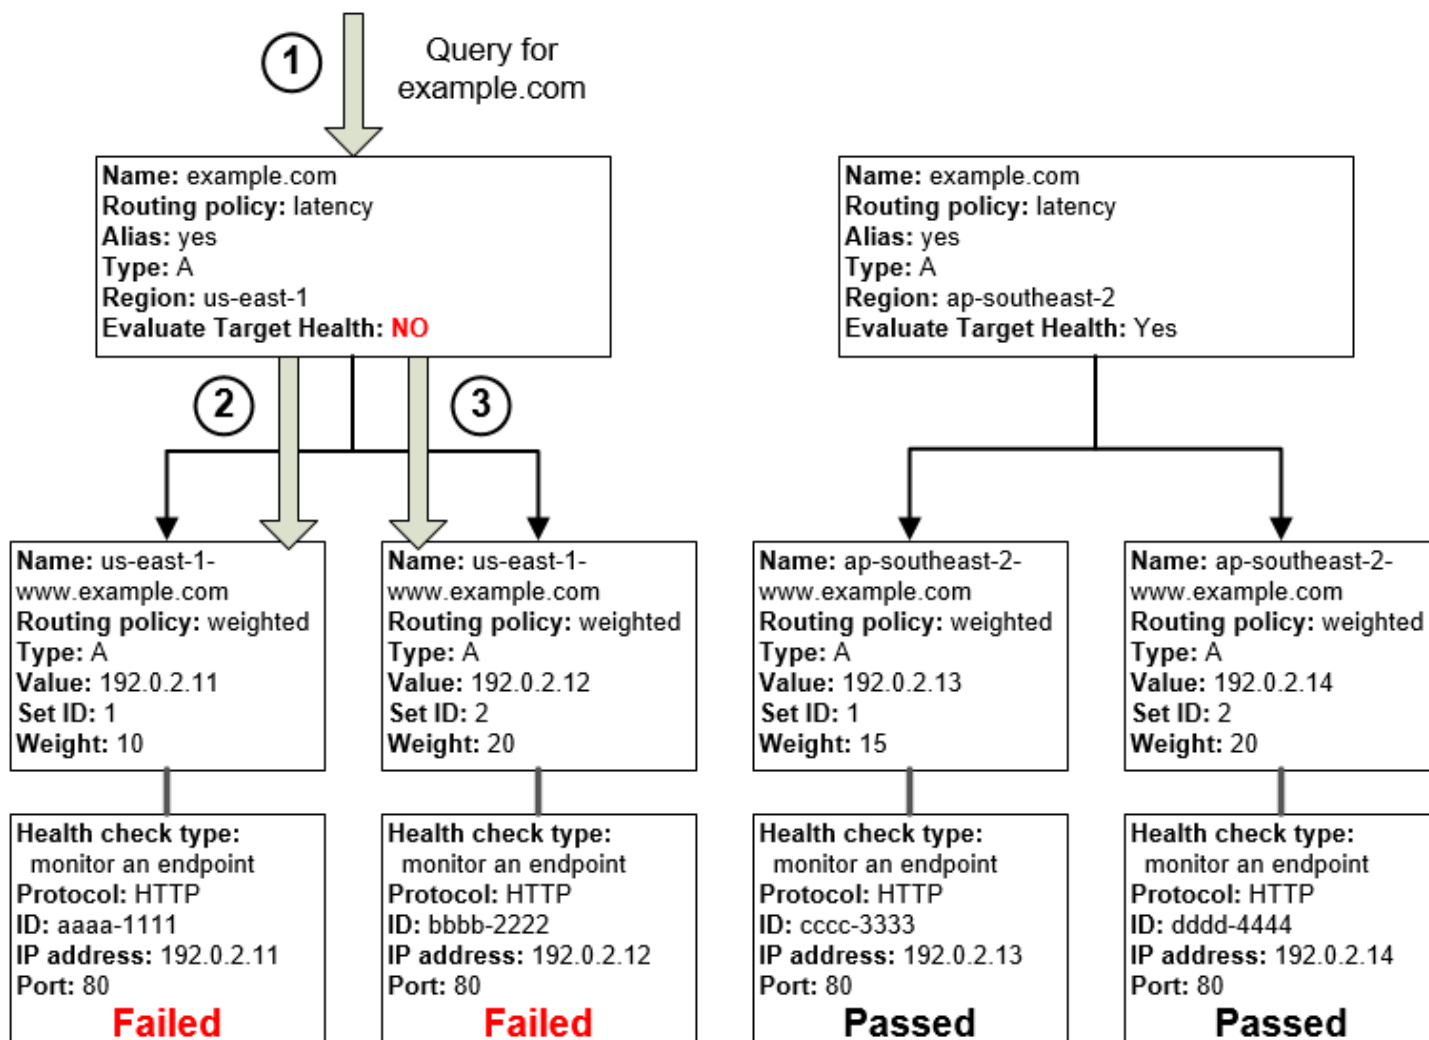 1
Query for
example.com
Name: example.com
Routing policy: latency
Alias: yes
Type: A
Region: us-east-1
Evaluate Target Health: NO
Name: example.com
Routing policy: latency
Alias: yes
Type: A
Region: ap-southeast-2
Evaluate Target Health: Yes
2
3
Name: us-east-1-
www.example.com
Routing policy: weighted
Type: A
Value: 192.0.2.11
Set ID: 1
Weight: 10
Name: us-east-1-
www.example.com
Routing policy: weighted
Type: A
Value: 192.0.2.12
Set ID: 2
Weight: 20
Name: ap-southeast-2-
www.example.com
Routing policy: weighted
Type: A
Value: 192.0.2.13
Set ID: 1
Weight: 15
Name: ap-southeast-2-
www.example.com
Routing policy: weighted
Type: A
Value: 192.0.2.14
Set ID: 2
Weight: 20
Health check type:
monitor an endpoint
Protocol: HTTP
ID: aaaa-1111
IP address: 192.0.2.11
Port: 80
Failed
Health check type:
monitor an endpoint
Protocol: HTTP
ID: bbbb-2222
IP address: 192.0.2.12
Port: 80
Failed
Health check type:
monitor an endpoint
Protocol: HTTP
ID: cccc-3333
IP address: 192.0.2.13
Port: 80
Passed
Health check type:
monitor an endpoint
Protocol: HTTP
ID: dddd-4444
IP address: 192.0.2.14
Port: 80
Passed